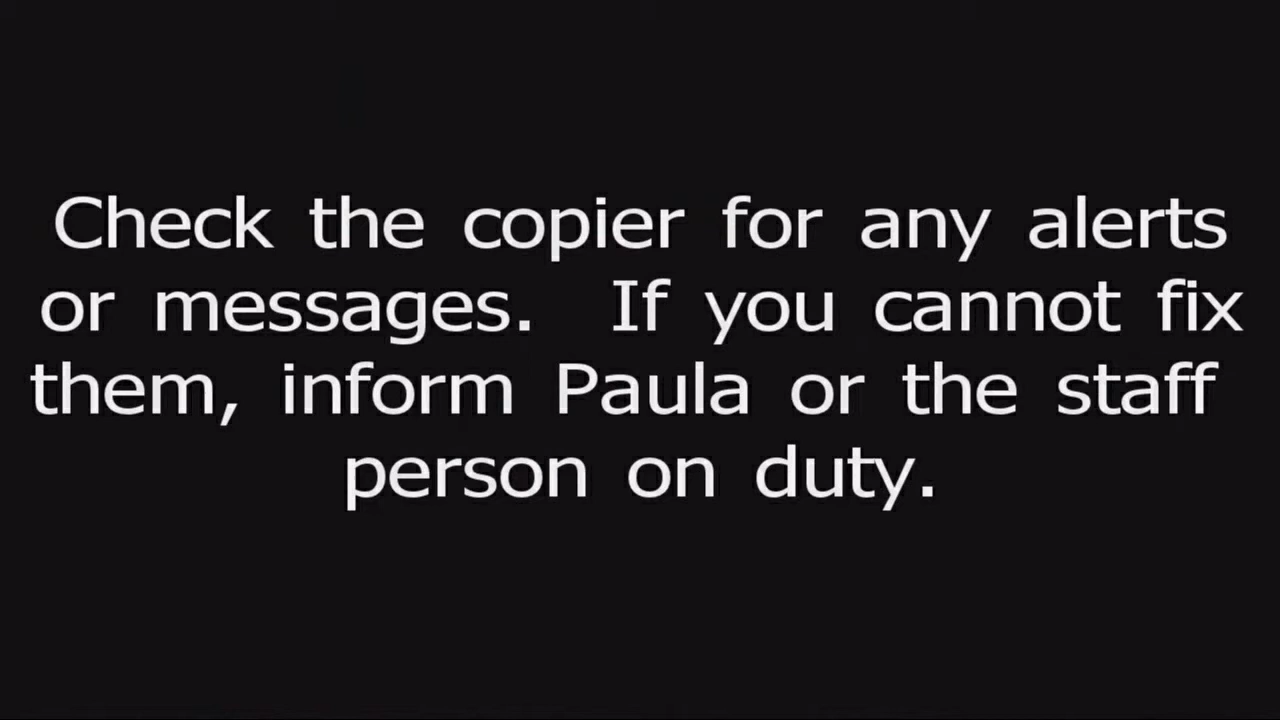 Check the copier for any alerts
or messages.  If you cannot fix
them, inform Paula or the staff
person on duty.